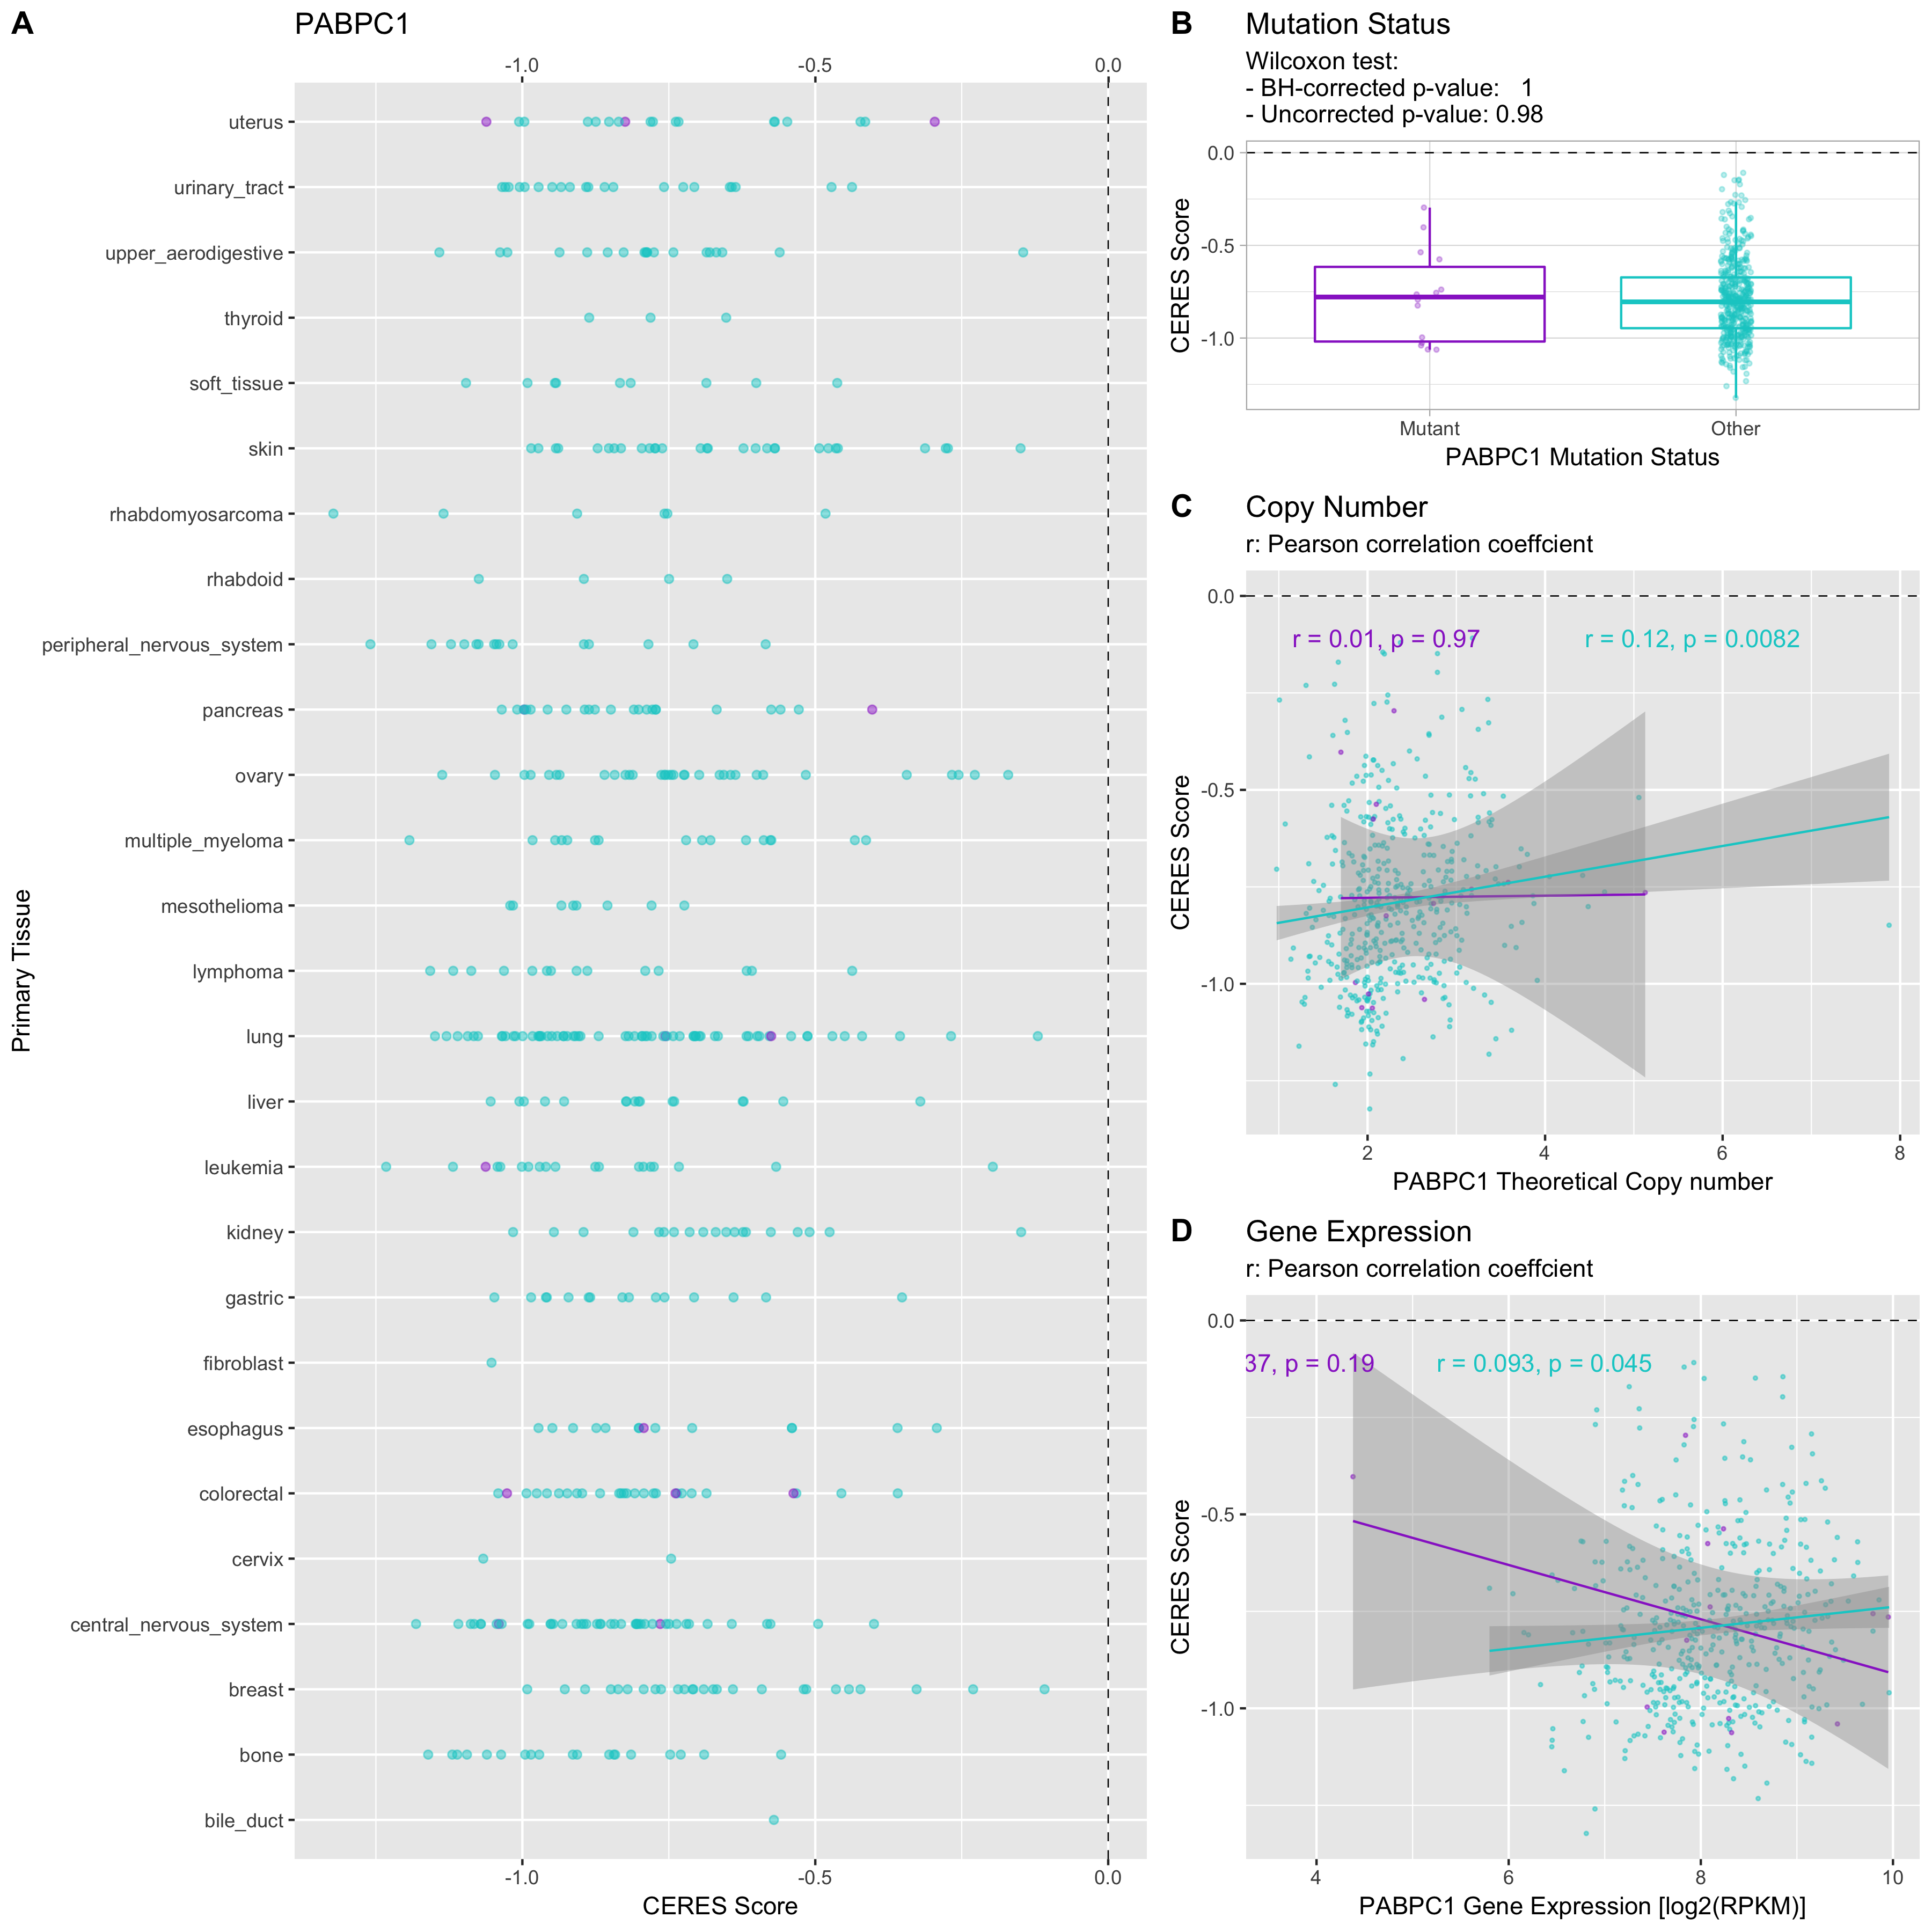 A
PABPC1
-1.0
-0.5
0.0
Primary Tissue
uterus
urinary_tract
upper_aerodigestive
thyroid
soft_tissue
skin
rhabdomyosarcoma
rhabdoid
peripheral_nervous_system
pancreas
ovary
multiple_myeloma
mesothelioma
lymphoma
lung
liver
leukemia
kidney
gastric
fibroblast
esophagus
colorectal
cervix
central_nervous_system
breast
bone
bile_duct
-1.0
-0.5
0.0
CERES Score
B
Mutation Status
Wilcoxon test:
- BH-corrected p-value: 1
- Uncorrected p-value: 0.98
CERES Score
0.0
-0.5
-1.0
Mutant
Other
PABPC1 Mutation Status
C
Copy Number
r: Pearson correlation coeffcient
CERES Score
0.0
-0.5
-1.0
r = 0.01, p = 0.97
r = 0.12, p = 0.0082
2
4
6
8
PABPC1 Theoretical Copy number
D
Gene Expression
r: Pearson correlation coeffcient
CERES Score
0.0
-0.5
-1.0
37, p = 0.19
r = 0.093, p = 0.045
4
6
8
10
PABPC1 Gene Expression [log2(RPKM)]